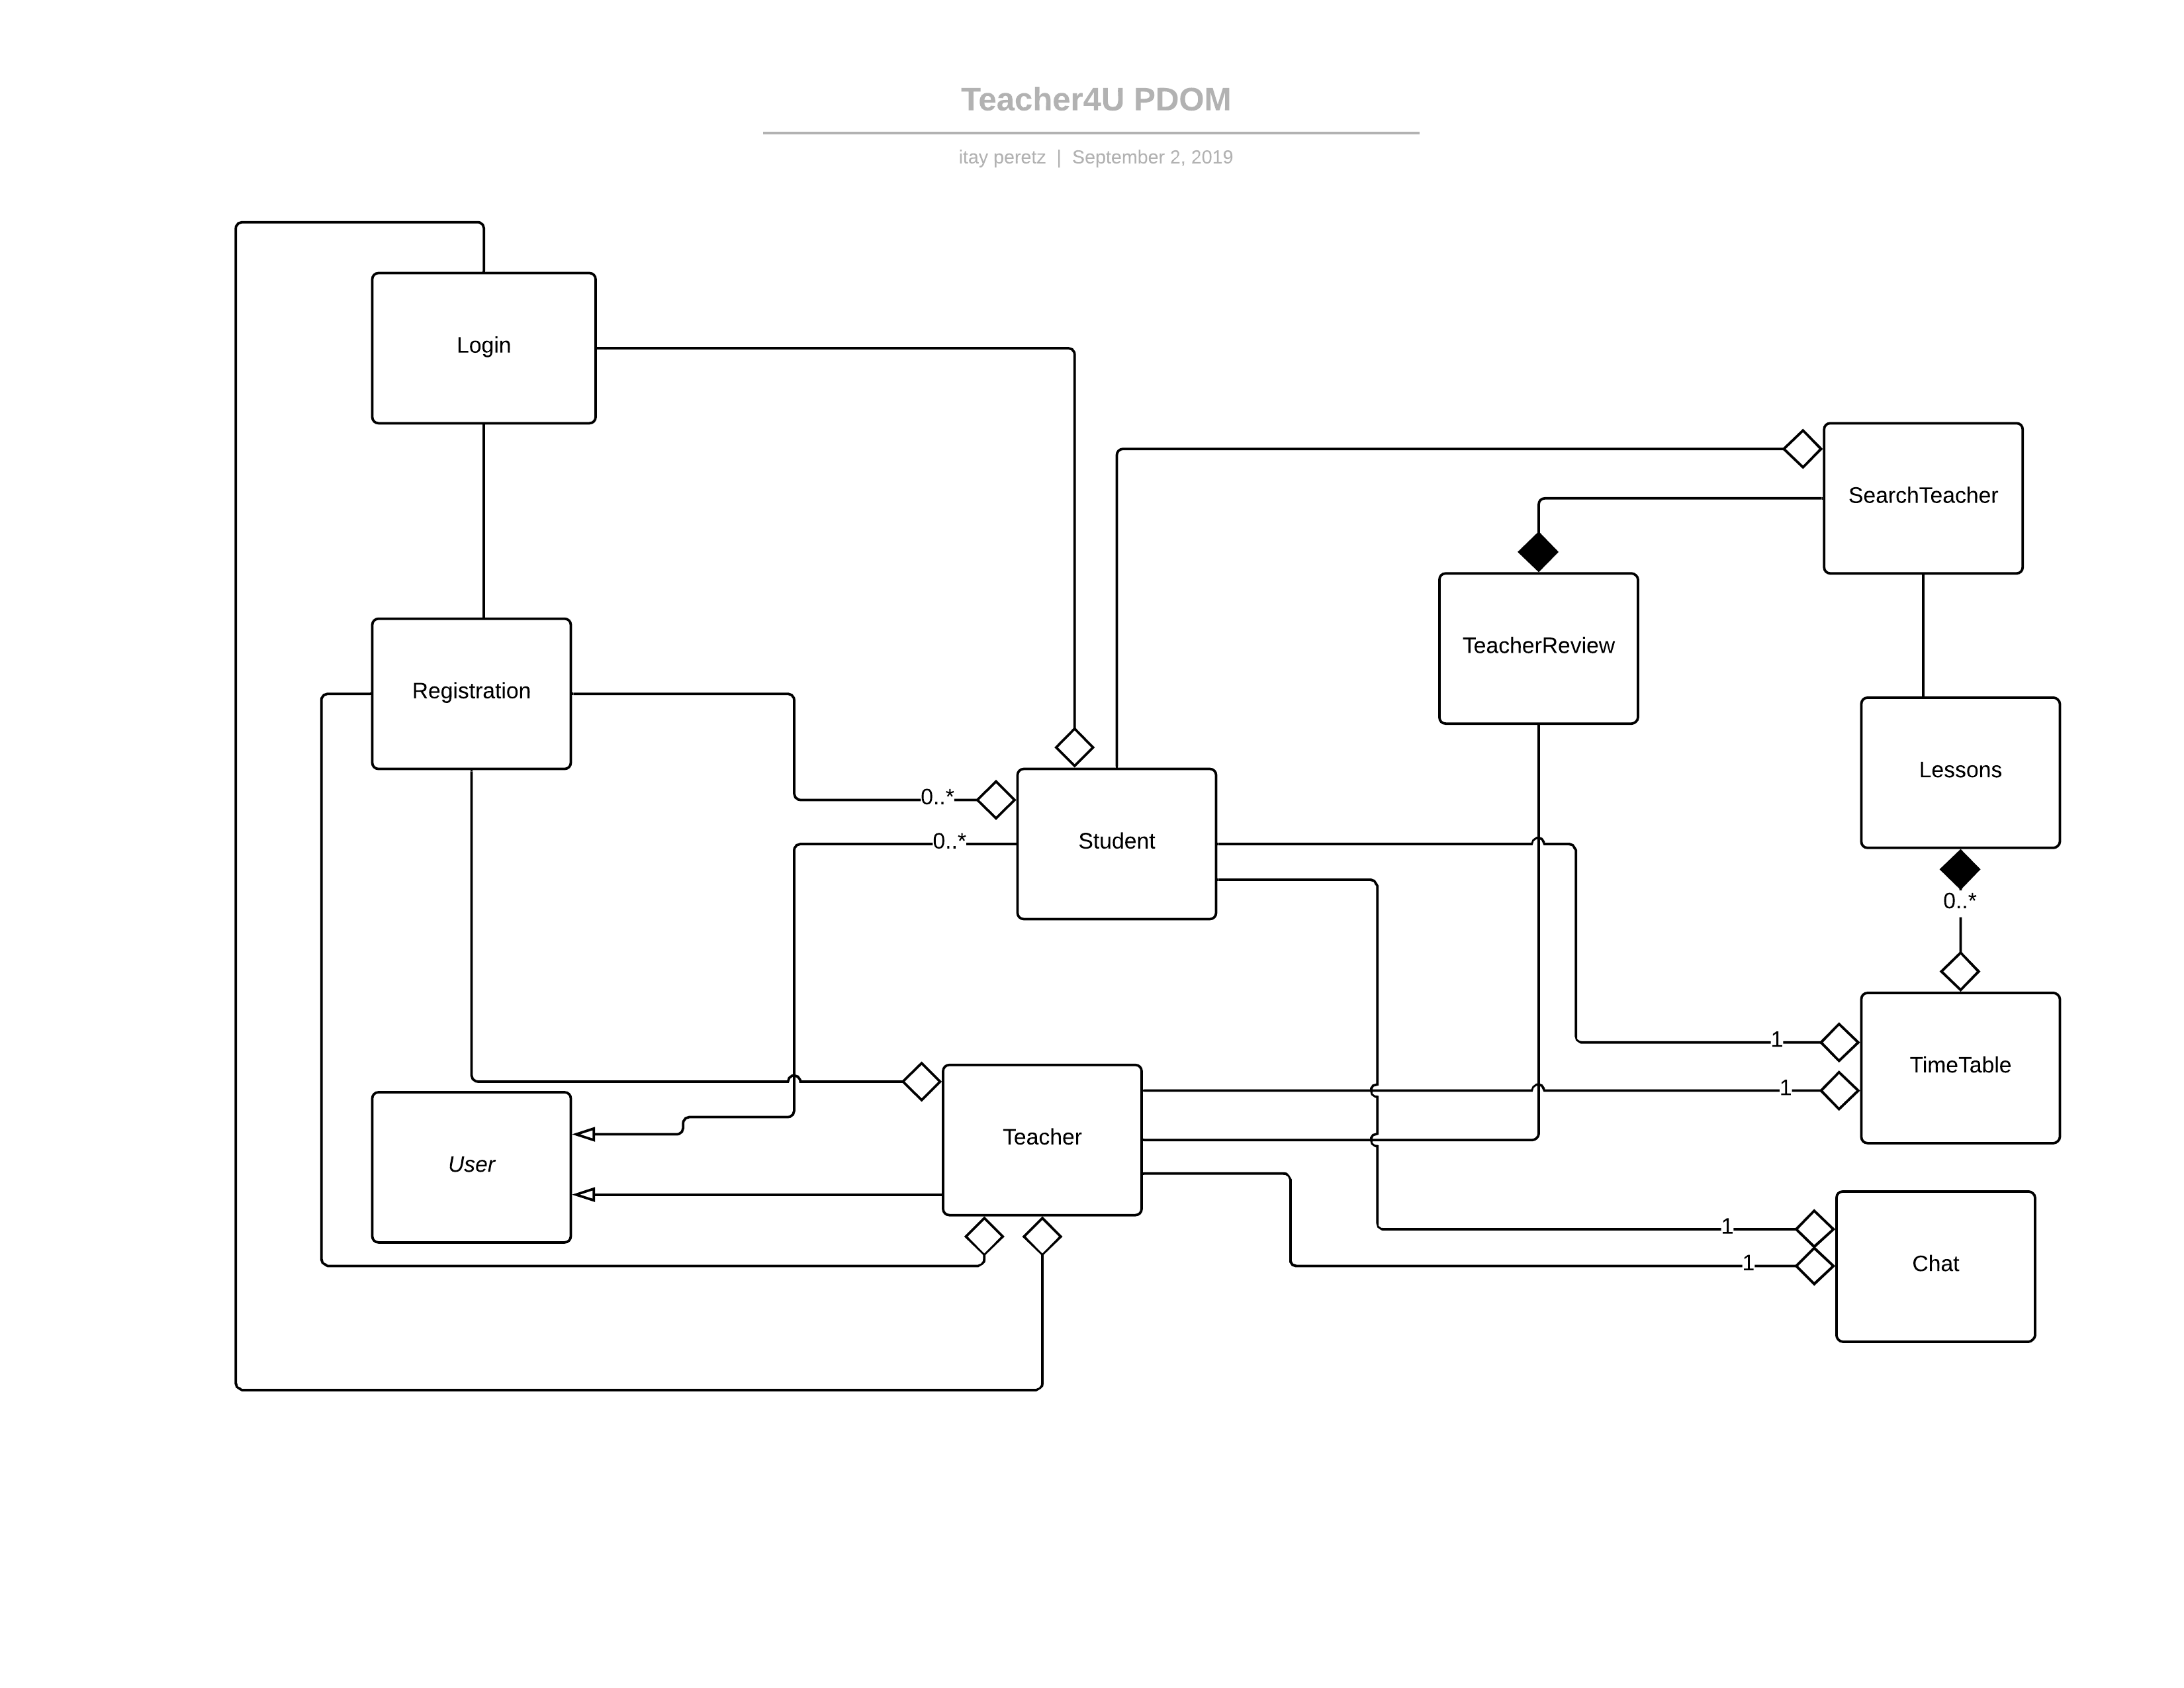 Teacher4U PDOM
itay peretz | September 2, 2019
Login
SearchTeacher
TeacherReview
Registration
Lessons
0..*
0..*
Student
0..*
1
TimeTable
1
Teacher
User
1
1
Chat